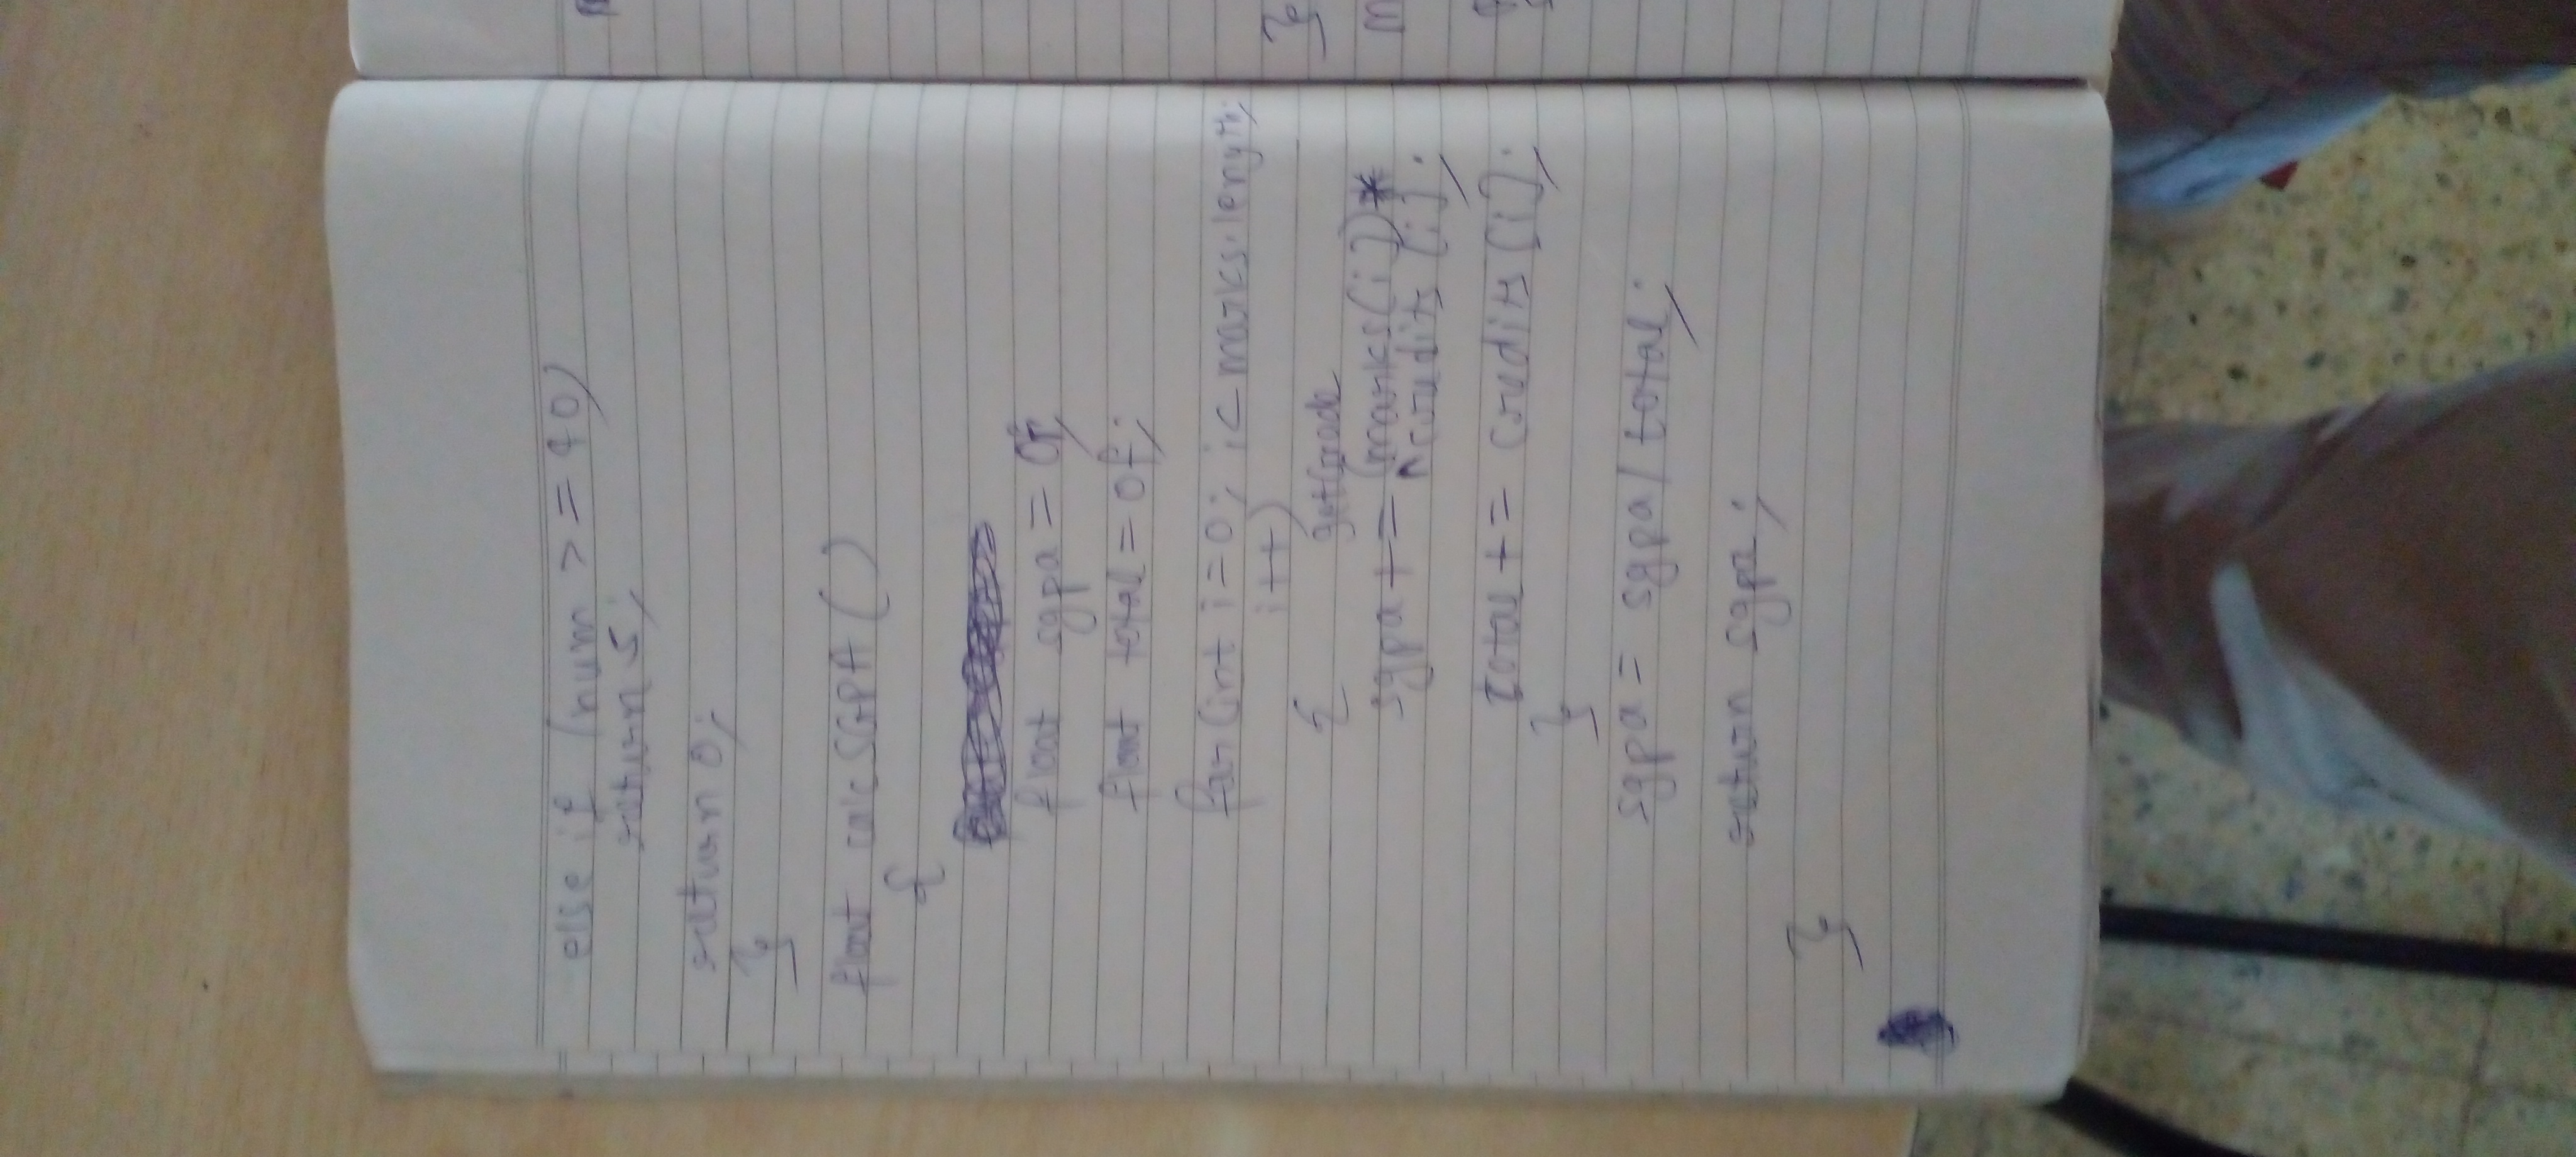 else if (num >= 40)
return 5;
return 0;
}
float calcSGPA ()
{
float sgpa = 0f;
float total = 0f;
for (int i = 0; i < marks.length;
i++)
{
getGrade
sgpa += (marks[i]) *
credits [i];
total += credits [i];
}
sgpa = sgpa / total;
return sgpa;
}
}